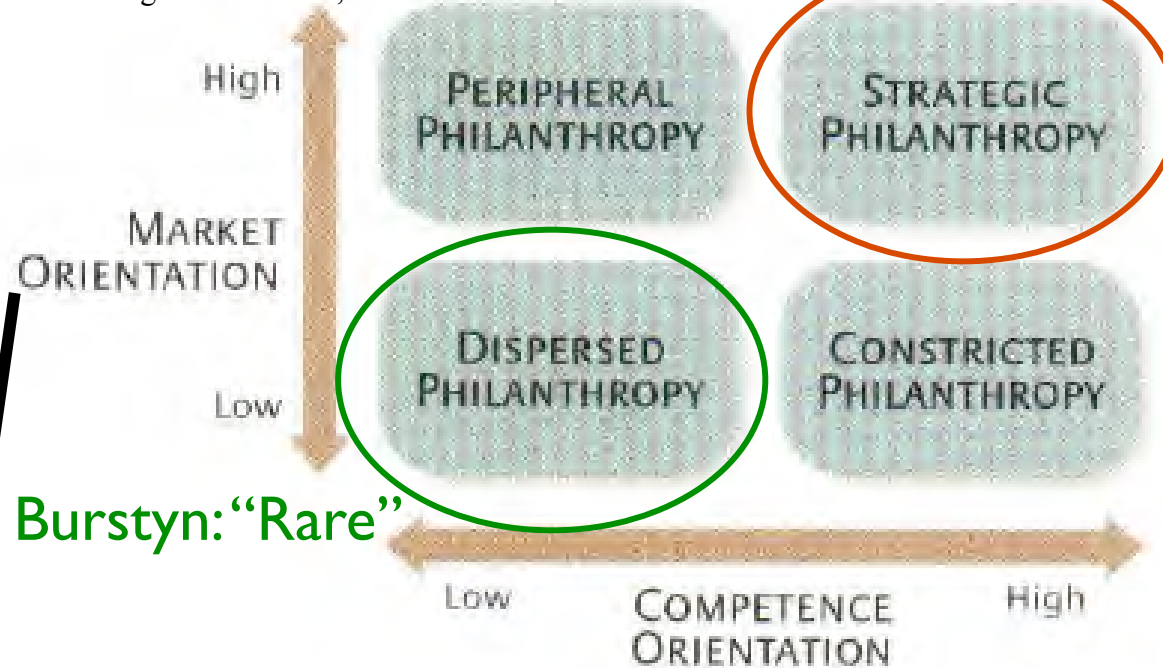 High
PERIPHERAL
PHILANTHROPY
STRATEGIC
PHILANTHROPY
MARKET
ORIENTATION
DISPERSED
PHILANTHROPY
CONSTRICTED
PHILANTHROPY
Low
Burstyn: “Rare”
Low
COMPETENCE
ORIENTATION
High